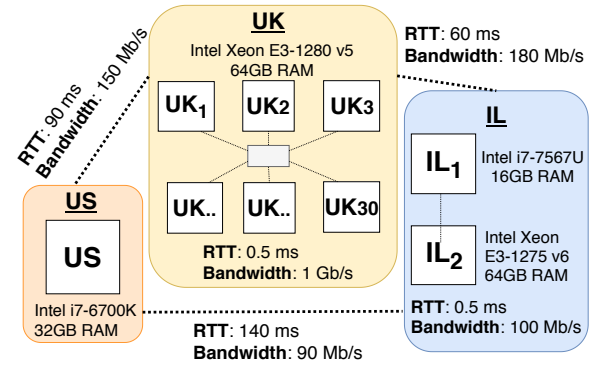 UK
Intel Xeon E3-1280 v5
64GB RAM
UK1
UK2
UK3
UK..
UK..
UK30
RTT: 0.5 ms
Bandwidth: 1 Gb/s
RTT: 90 ms
Bandwidth: 150 Mb/s
RTT: 60 ms
Bandwidth: 180 Mb/s
US
US
Intel i7-6700K
32GB RAM
IL
IL1
Intel i7-7567U
16GB RAM
IL2
Intel Xeon
E3-1275 v6
64GB RAM
RTT: 0.5 ms
Bandwidth: 100 Mb/s
RTT: 140 ms
Bandwidth: 90 Mb/s